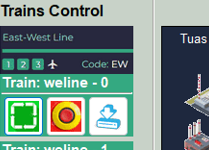 Trains Control
East-West Line
1 2 3 Code: EW
Train: weline - 0
Train: weline - 1
Tuas